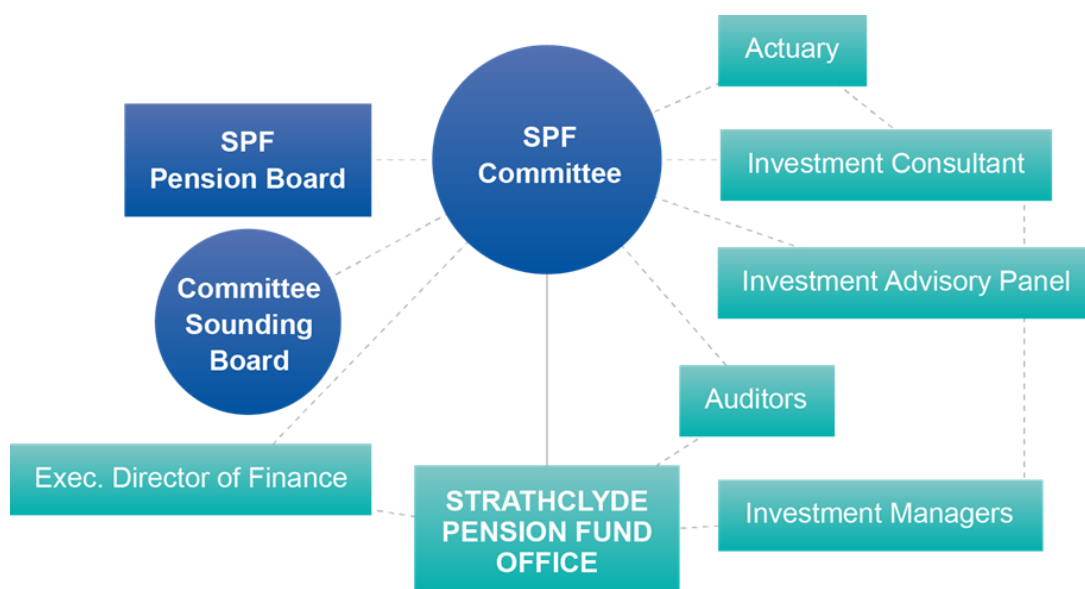 Actuary
SPF
Pension Board
SPF
Committee
Investment Consultant
Committee
Sounding
Board
Investment Advisory Panel
Auditors
Exec. Director of Finance
STRATHCLYDE
PENSION FUND
OFFICE
Investment Managers